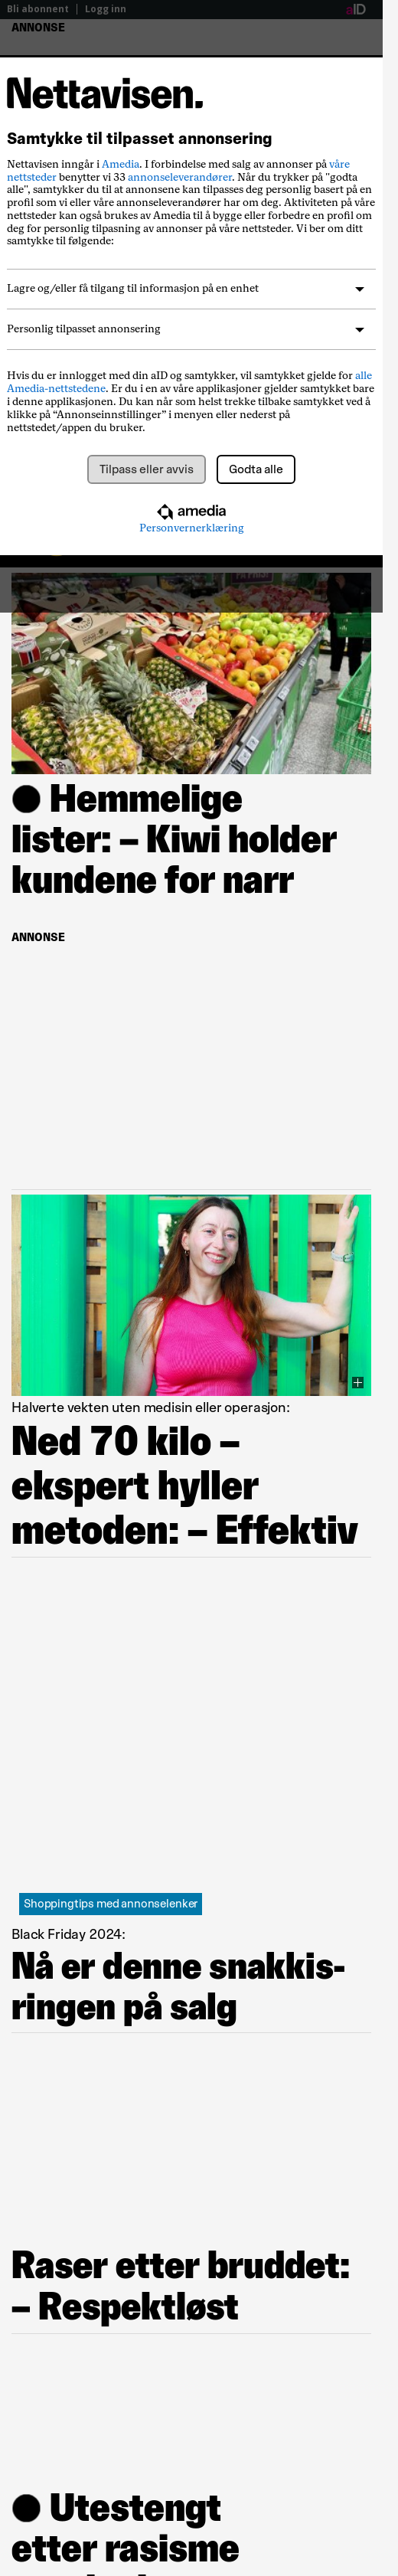 Bli abonnent | Logg inn
aID
ANNONSE
Nettavisen.
Samtykke til tilpasset annonsering
Nettavisen inngår i Amedia. I forbindelse med salg av annonser på våre
nettsteder benytter vi 33 annonseleverandører. Når du trykker på "godta
alle", samtykker du til at annonsene kan tilpasses deg personlig basert på en
profil som vi eller våre annonseleverandører har om deg. Aktiviteten på våre
nettsteder kan også brukes av Amedia til å bygge eller forbedre en profil om
deg for personlig tilpasning av annonser på våre nettsteder. Vi ber om ditt
samtykke til følgende:
Lagre og/eller få tilgang til informasjon på en enhet
Personlig tilpasset annonsering
Hvis du er innlogget med din aID og samtykker, vil samtykket gjelde for alle
Amedia-nettstedene. Er du i en av våre applikasjoner gjelder samtykket bare
i denne applikasjonen. Du kan når som helst trekke tilbake samtykket ved å
klikke på “Annonseinnstillinger” i menyen eller nederst på
nettstedet/appen du bruker.
Tilpass eller avvis
Godta alle
amedia
Personvernerklæring
Hemmelige
lister: – Kiwi holder
kundene for narr
ANNONSE
Halverte vekten uten medisin eller operasjon:
Ned 70 kilo –
ekspert hyller
metoden: – Effektiv
Shoppingtips med annonselenker
Black Friday 2024:
Nå er denne snakkis-
ringen på salg
Raser etter bruddet:
– Respektløst
Utestengt
etter rasisme